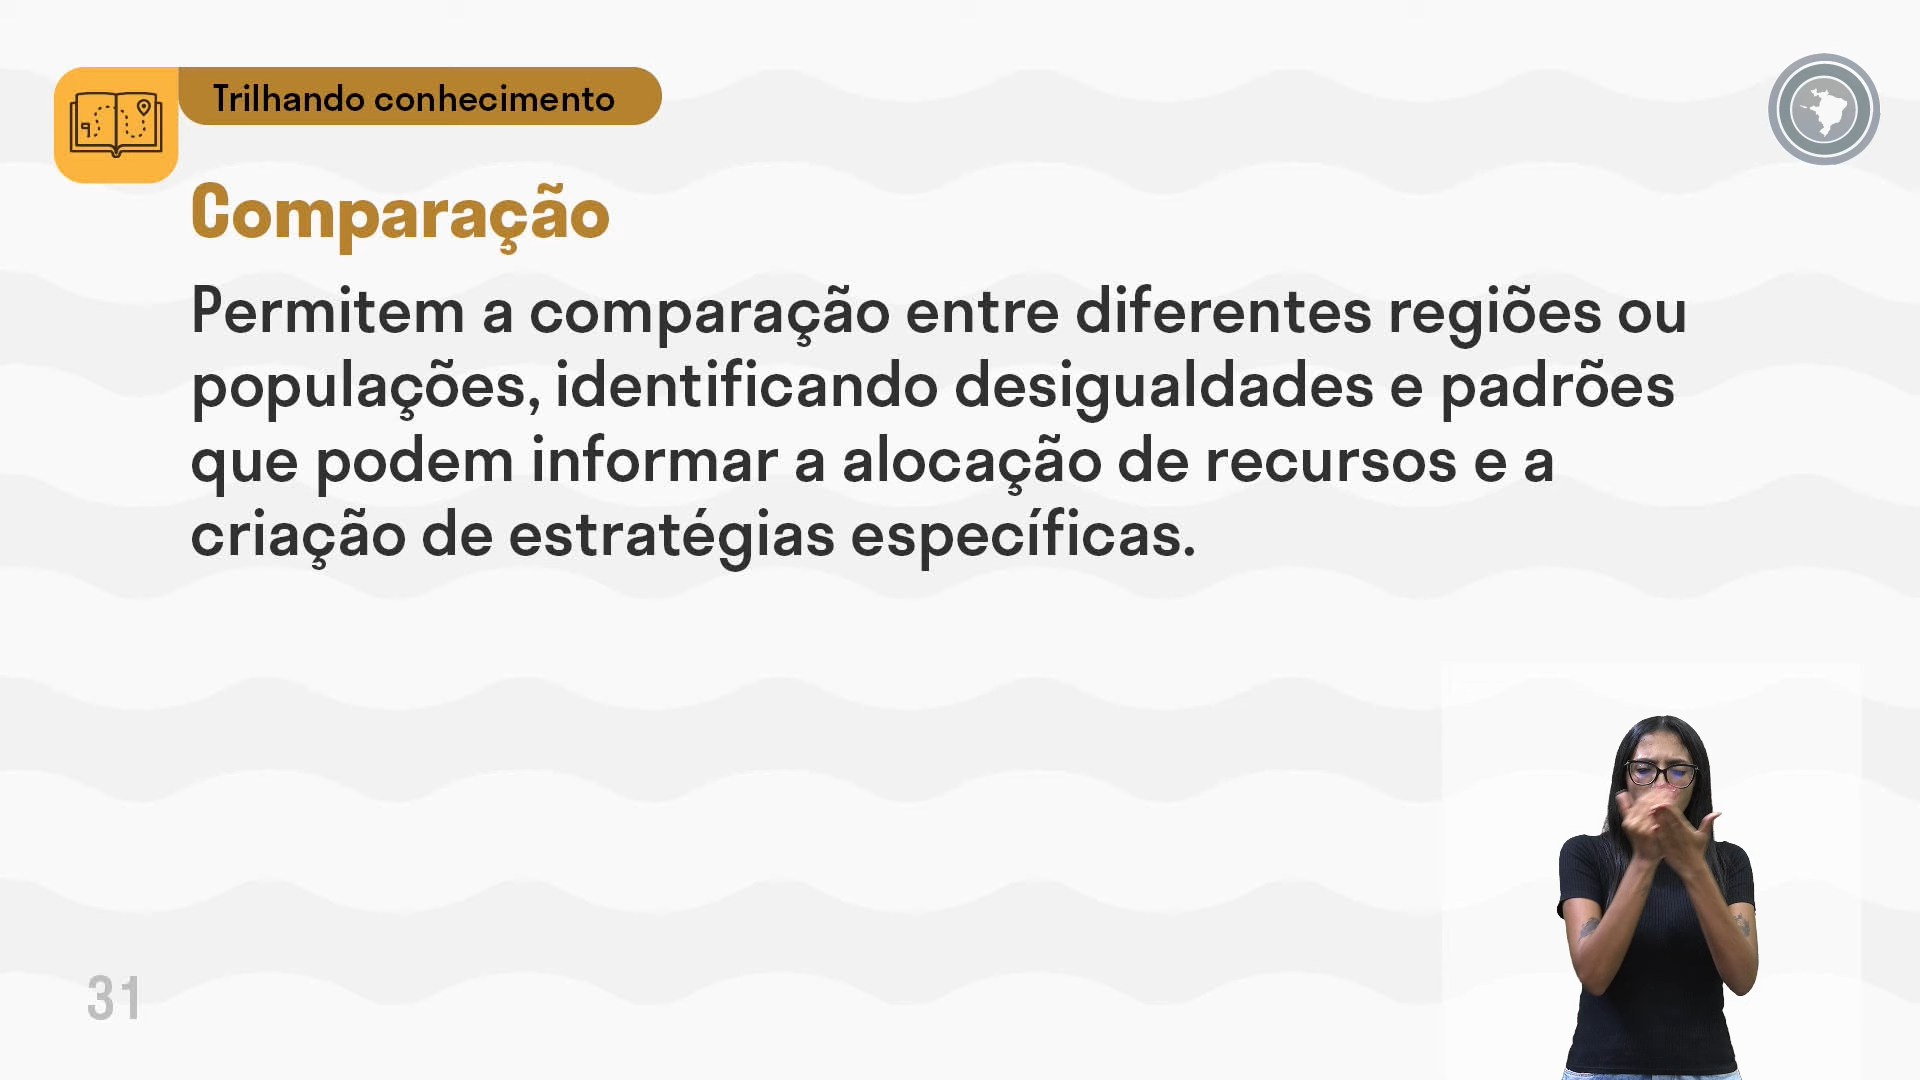 Trilhando conhecimento
Comparação
Permitem a comparação entre diferentes regiões ou
populações, identificando desigualdades e padrões
que podem informar a alocação de recursos e a
criação de estratégias específicas.
31